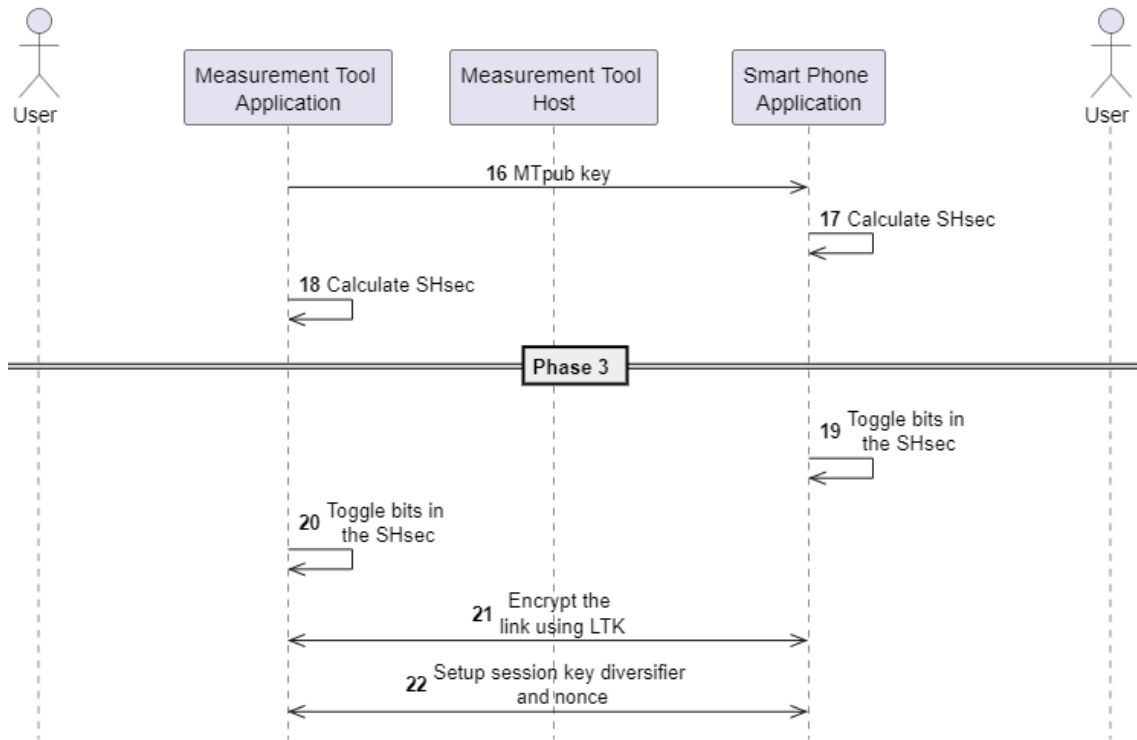 User
Measurement Tool
Application
Measurement Tool
Host
Smart Phone
Application
User
16 MTpub key
17 Calculate SHsec
18 Calculate SHsec
Phase 3
19 Toggle bits in
the SHsec
20 Toggle bits in
the SHsec
21 Encrypt the
link using LTK
22 Setup session key diversifier
and nonce